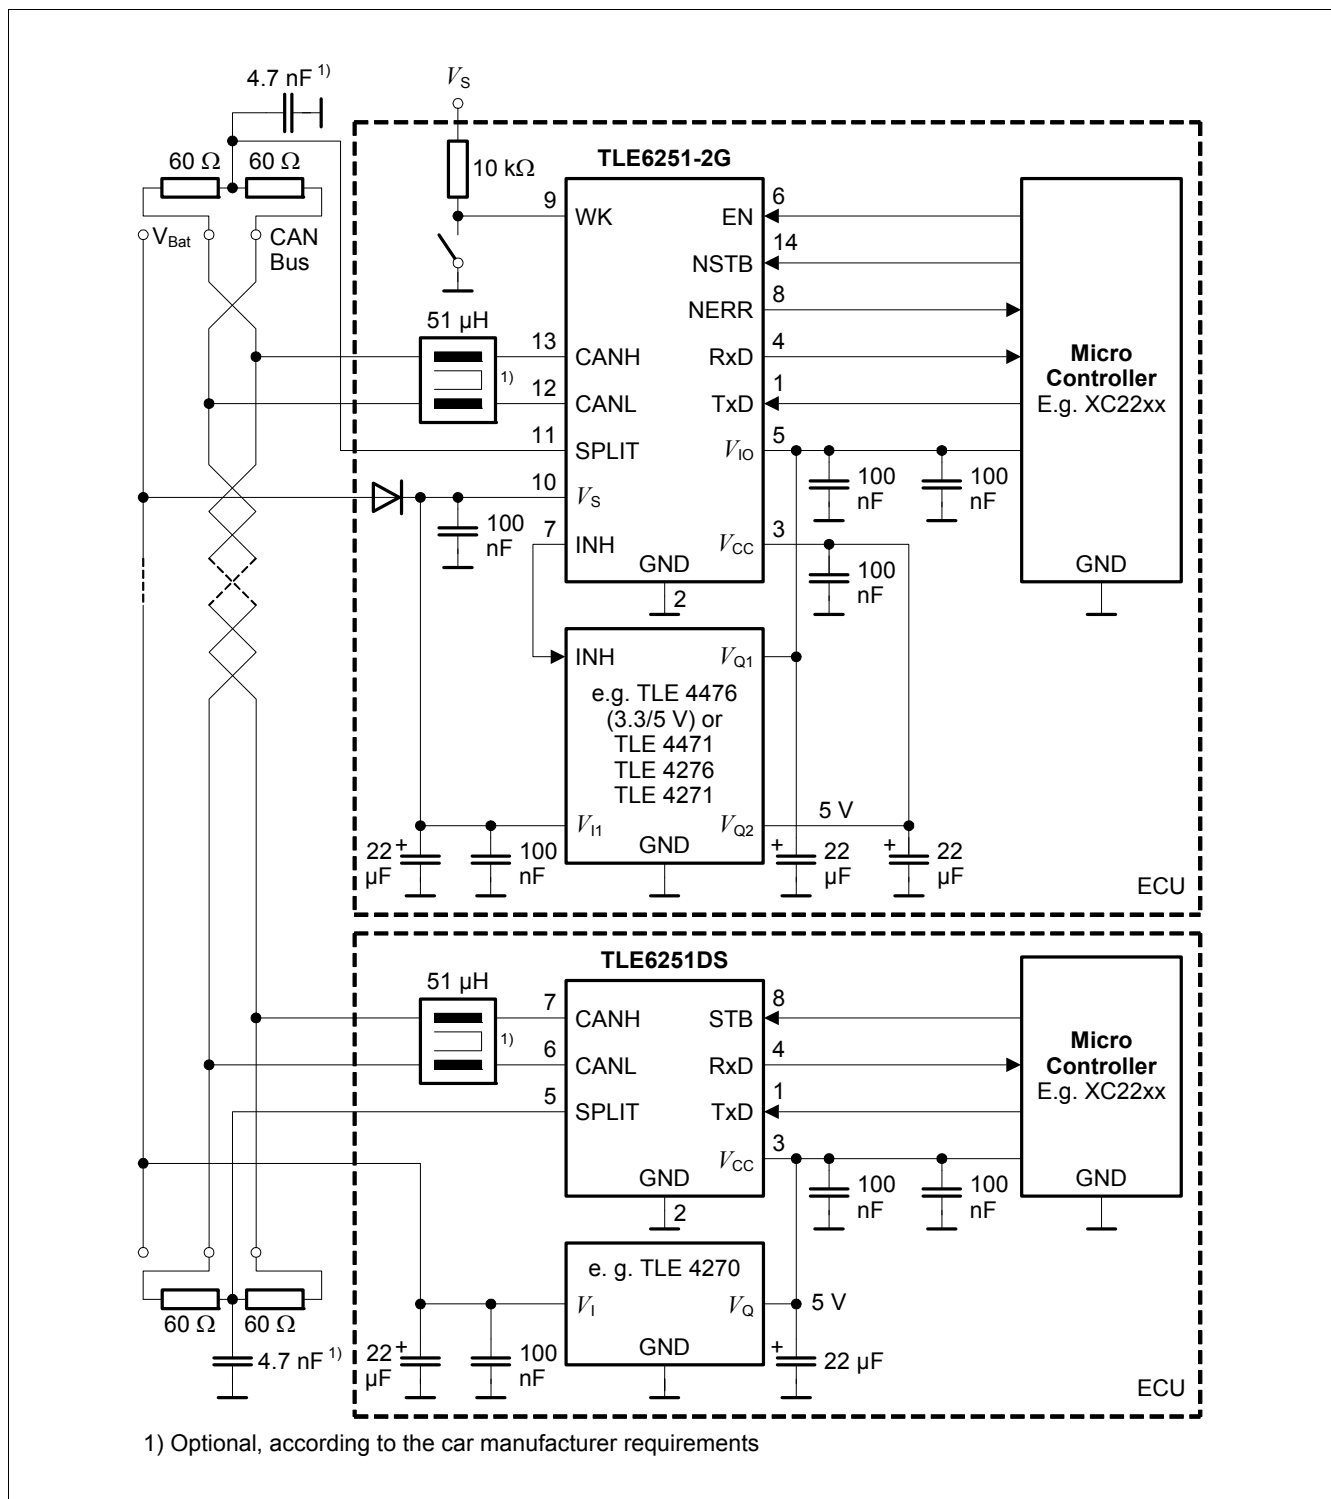 4.7 nF 1)
V_S
60 Ω 60 Ω
10 kΩ
TLE6251-2G
V_Bat
CAN
Bus
9 WK
EN 6
NSTB 14
NERR 8
51 µH
1)
13 CANH
RxD 4
12 CANL
TxD 1
11 SPLIT
V_IO 5
10 V_S
7 INH
V_CC 3
GND
2
Micro
Controller
E.g. XC22xx
GND
100
nF
100
nF
100
nF
100
nF
INH
V_Q1
e.g. TLE 4476
(3.3/5 V) or
TLE 4471
TLE 4276
TLE 4271
V_I1
V_Q2
5 V
GND
22
µF
+
100
nF
+
22
µF
+
22
µF
ECU
TLE6251DS
51 µH
1)
7 CANH
STB 8
6 CANL
RxD 4
5 SPLIT
TxD 1
V_CC 3
GND
2
Micro
Controller
E.g. XC22xx
GND
100
nF
100
nF
e. g. TLE 4270
V_I
V_Q
5 V
GND
60 Ω 60 Ω
4.7 nF 1)
22
µF
+
100
nF
+
22 µF
ECU
1) Optional, according to the car manufacturer requirements